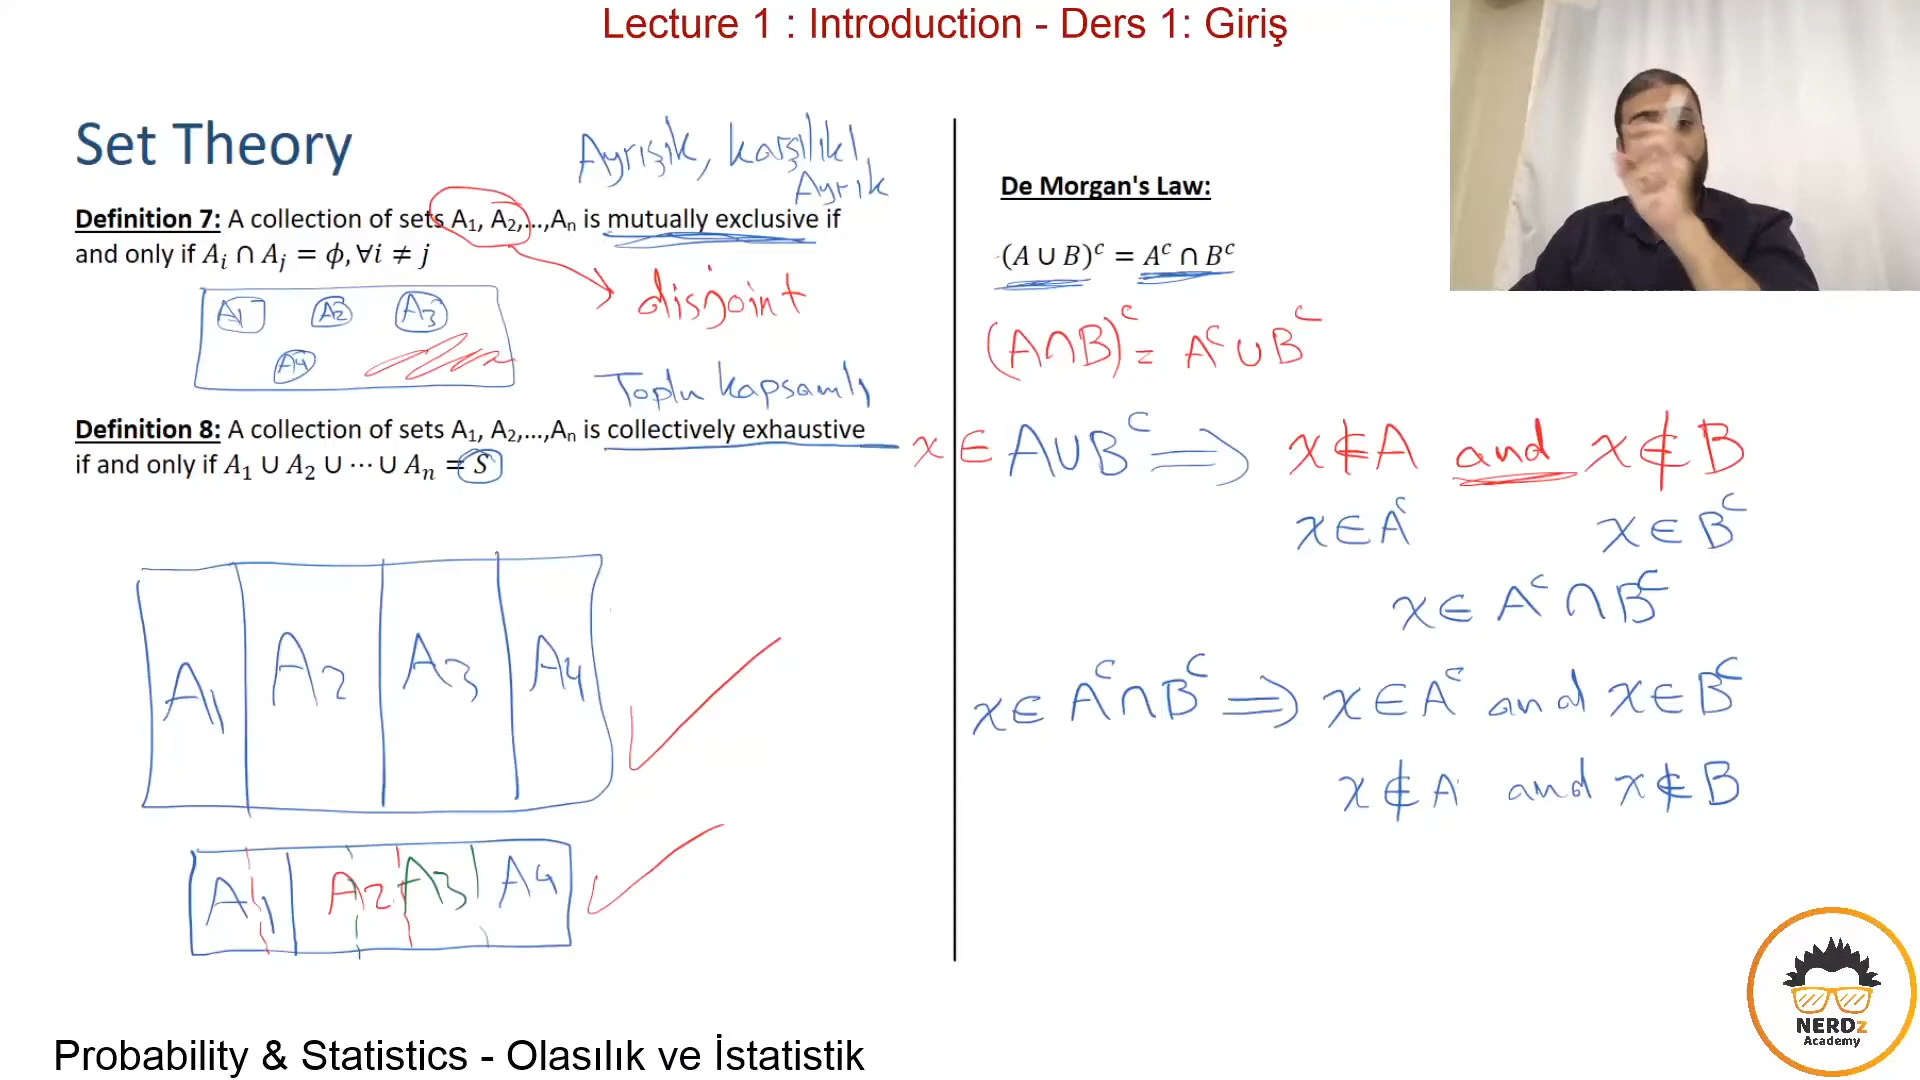 Lecture 1 : Introduction - Ders 1: Giriş
Set Theory
Ayrışık, karşılıklı
Ayrık
Definition 7: A collection of sets A₁, A₂,...,Aₙ is mutually exclusive if
and only if Aᵢ ∩ Aⱼ = ϕ, ∀i ≠ j
disjoint
A1 A2 A3
A4
Toplu kapsamlı
Definition 8: A collection of sets A₁, A₂,...,Aₙ is collectively exhaustive
if and only if A₁ ∪ A₂ ∪ ⋯ ∪ Aₙ = S
A1 A2 A3 A4
A1 A2 A3 A4
De Morgan's Law:
(A ∪ B)ᶜ = Aᶜ ∩ Bᶜ
(A∩B)ᶜ = Aᶜ ∪ Bᶜ
x ∈ A∪Bᶜ ⟹ x ∉ A and x ∉ B
x ∈ Aᶜ x ∈ Bᶜ
x ∈ Aᶜ ∩ Bᶜ
x ∈ Aᶜ ∩ Bᶜ ⟹ x ∈ Aᶜ and x ∈ Bᶜ
x ∉ A and x ∉ B
NERDz
Academy
Probability & Statistics - Olasılık ve İstatistik